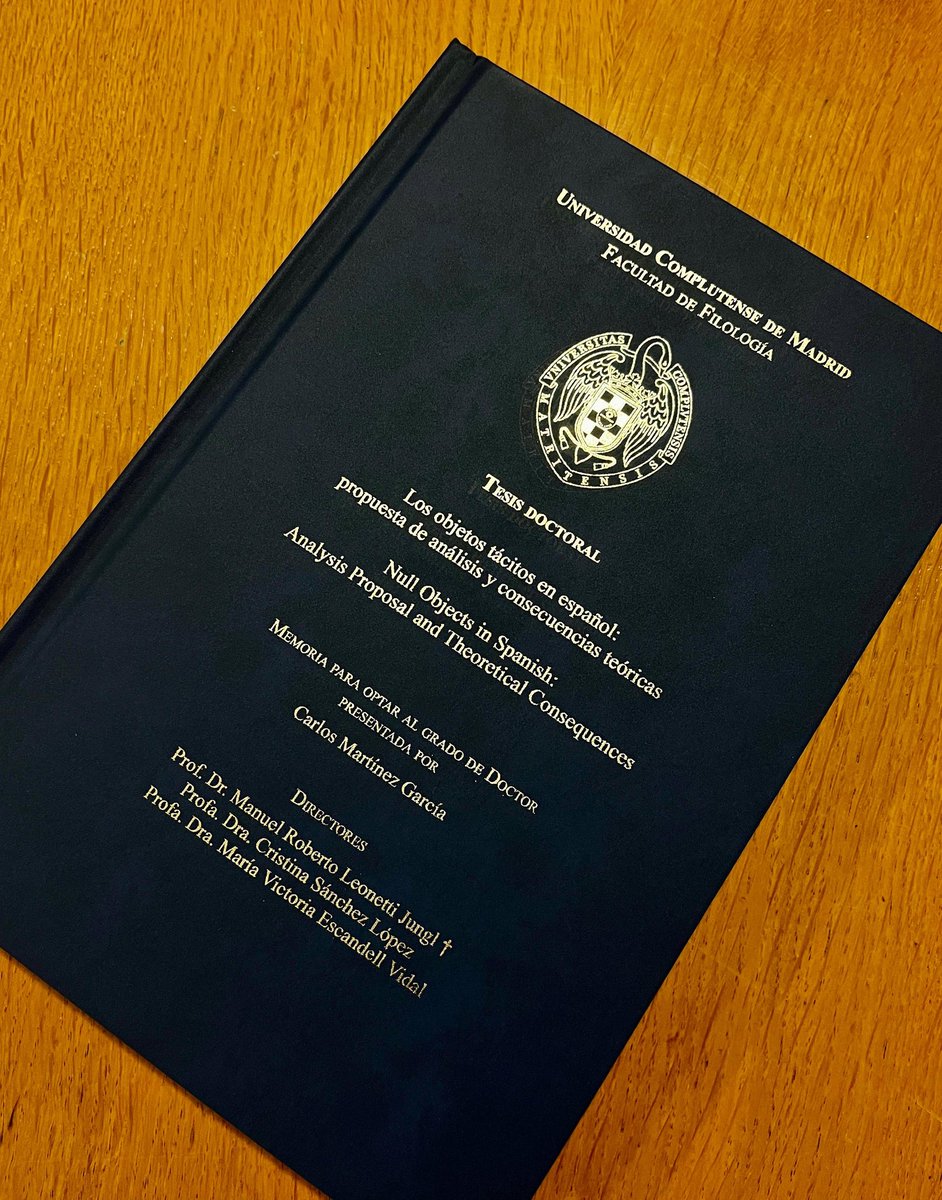 UNIVERSIDAD COMPLUTENSE DE MADRID
FACULTAD DE FILOLOGÍA
VNIVERSITAS
COMPLVTENSIS
MATRITENSIS
TESIS DOCTORAL
Los objetos tácitos en español:
propuesta de análisis y consecuencias teóricas
Null Objects in Spanish:
Analysis Proposal and Theoretical Consequences
MEMORIA PARA OPTAR AL GRADO DE DOCTOR
PRESENTADA POR
Carlos Martínez García
DIRECTORES
Prof. Dr. Manuel Roberto Leonetti Jungl †
Profa. Dra. Cristina Sánchez López
Profa. Dra. María Victoria Escandell Vidal